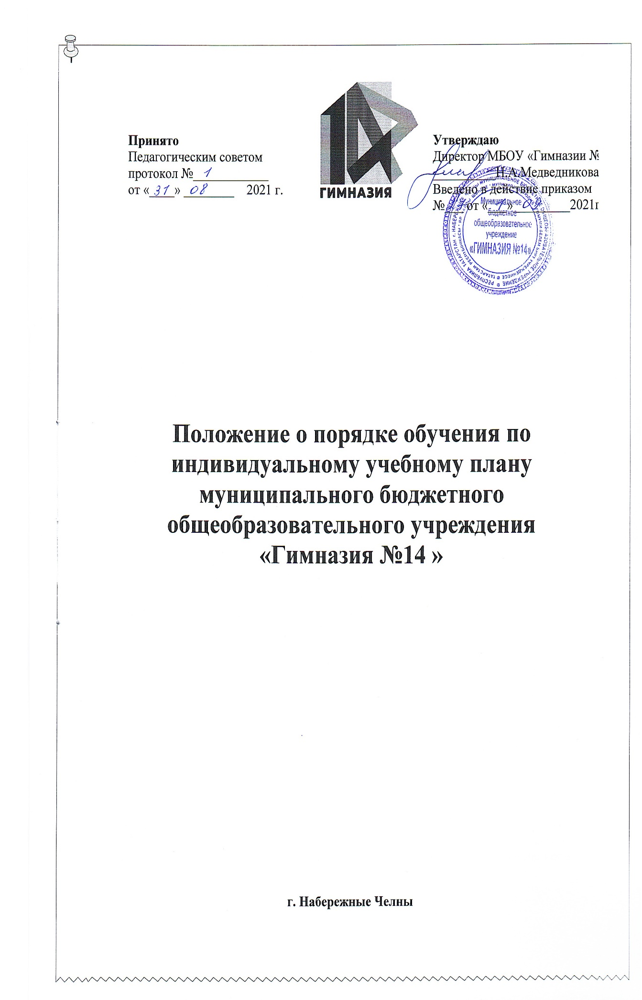 Принято
Педагогическим советом
протокол № 1
от «31» 08 2021 г.
ГИМНАЗИЯ
Утверждаю
Директор МБОУ «Гимназии №
Н.А.Медведникова
Введено в действие приказом
№ от « » 2021г
Муниципальное
бюджетное
общеобразовательное
учреждение
«ГИМНАЗИЯ №14»
Положение о порядке обучения по
индивидуальному учебному плану
муниципального бюджетного
общеобразовательного учреждения
«Гимназия №14 »
г. Набережные Челны